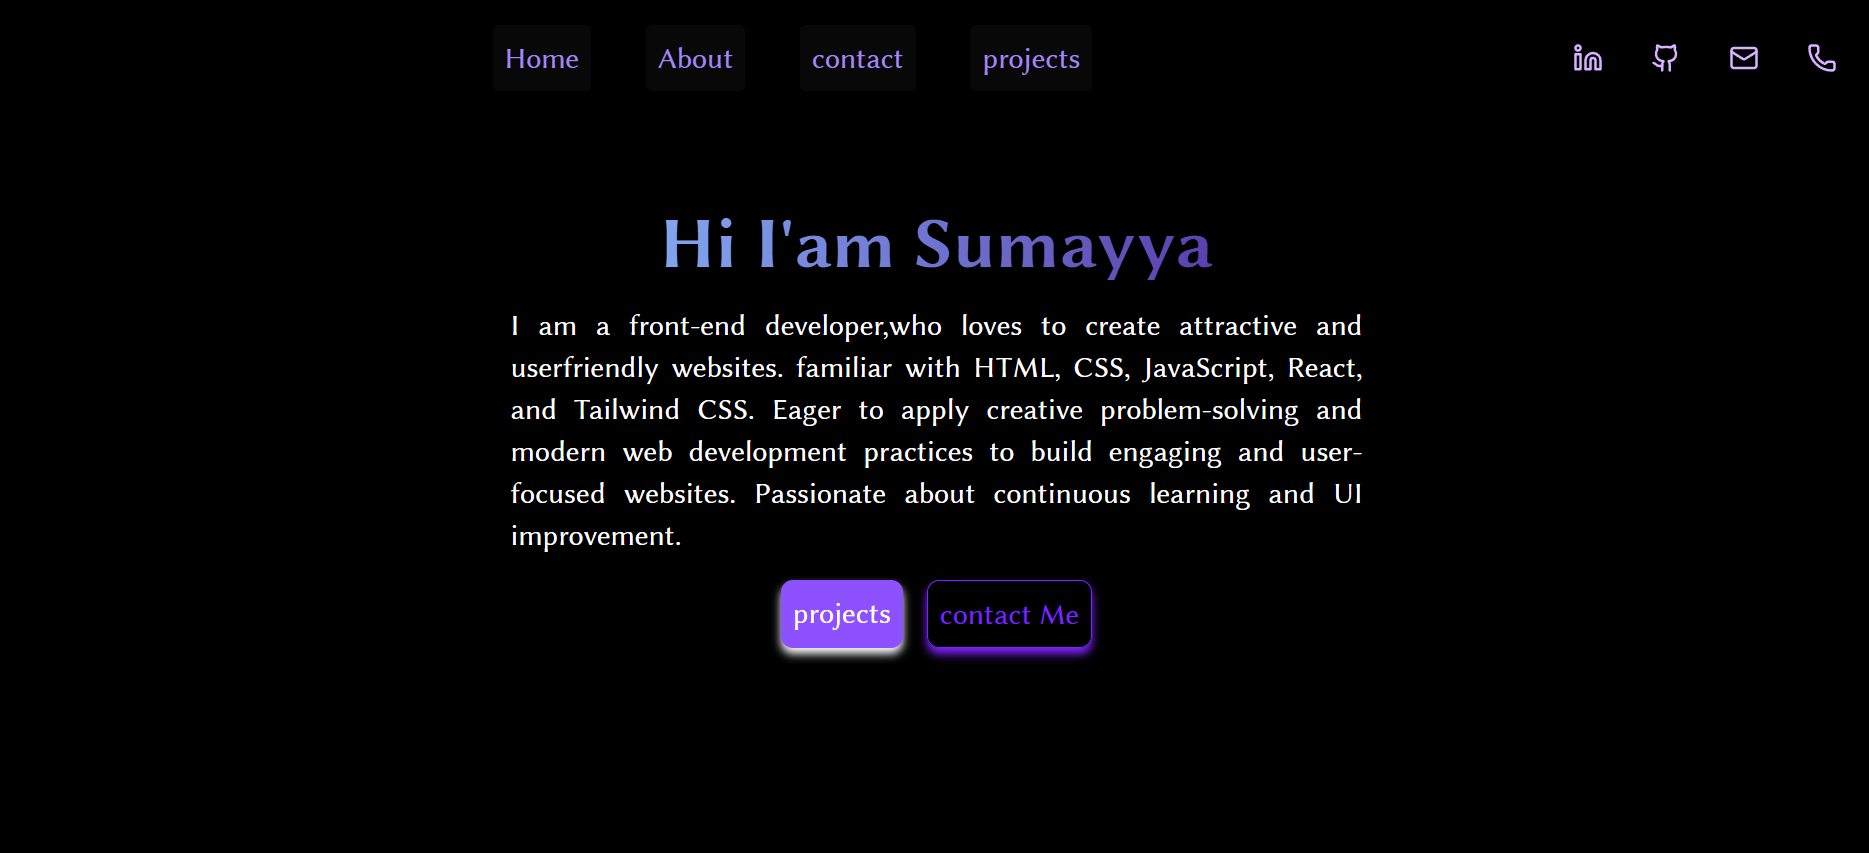 Home
About
contact
projects
Hi I'am Sumayya
I am a front-end developer,who loves to create attractive and
userfriendly websites. familiar with HTML, CSS, JavaScript, React,
and Tailwind CSS. Eager to apply creative problem-solving and
modern web development practices to build engaging and user-
focused websites. Passionate about continuous learning and UI
improvement.
projects
contact Me